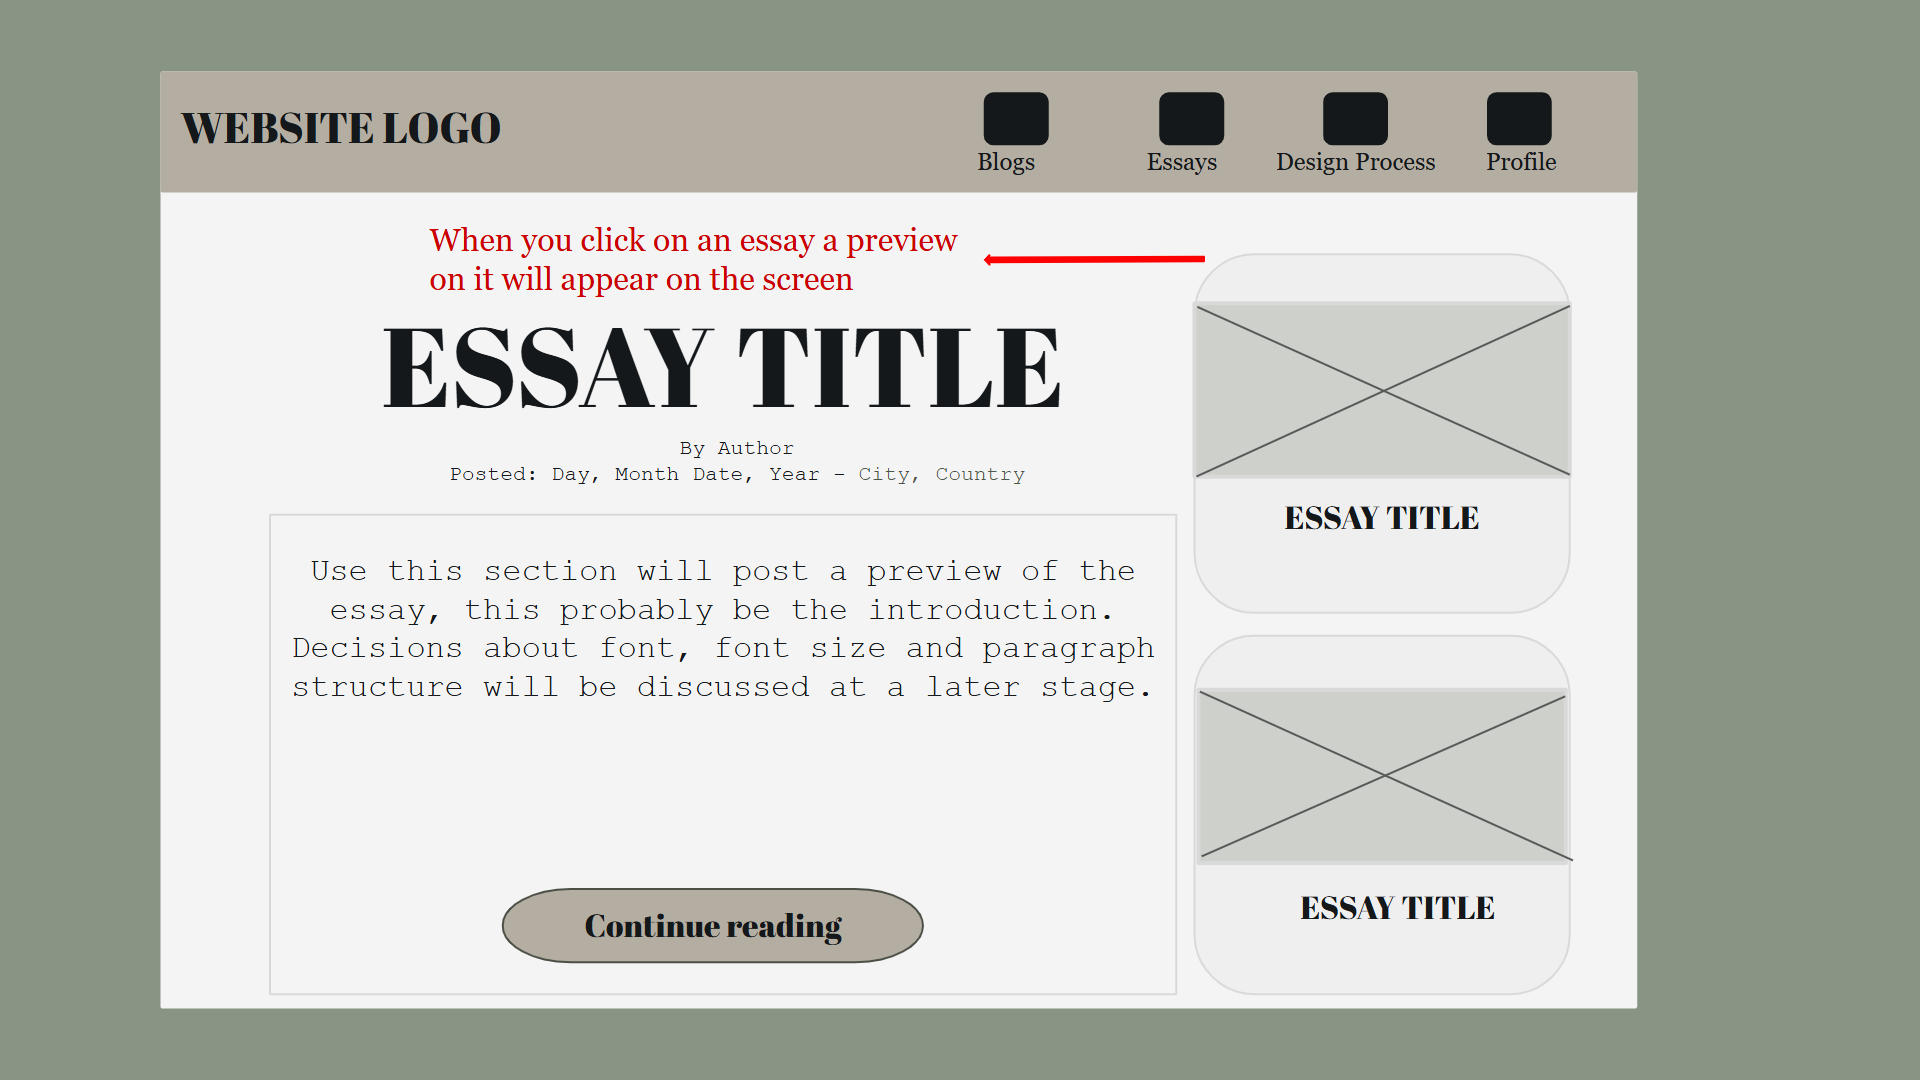 WEBSITE LOGO
Blogs
Essays
Design Process
Profile
When you click on an essay a preview
on it will appear on the screen
ESSAY TITLE
By Author
Posted: Day, Month Date, Year – City, Country
Use this section will post a preview of the
essay, this probably be the introduction.
Decisions about font, font size and paragraph
structure will be discussed at a later stage.
Continue reading
ESSAY TITLE
ESSAY TITLE